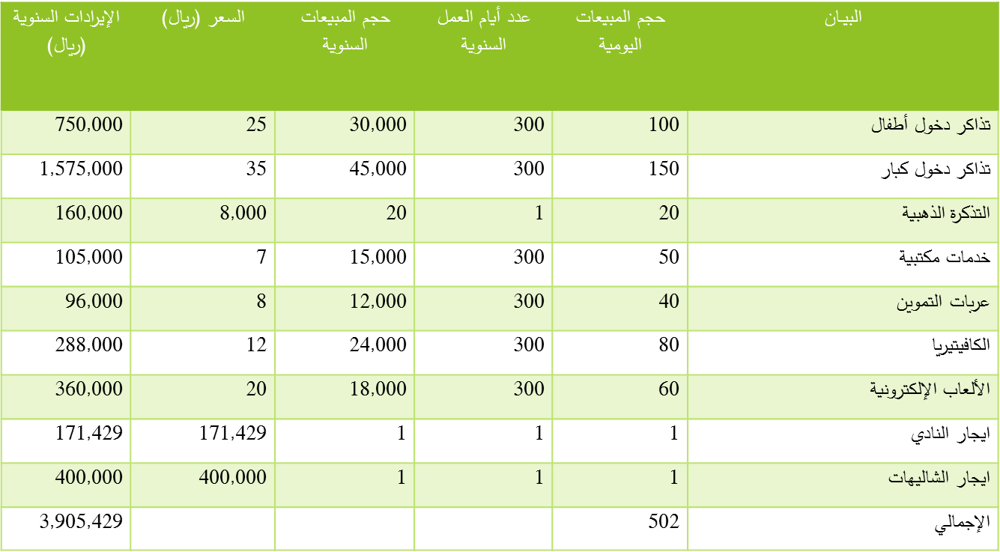 البيان حجم المبيعات اليومية عدد أيام العمل السنوية حجم المبيعات السنوية السعر (ريال) الإيرادات السنوية (ريال)
تذاكر دخول أطفال 100 300 30,000 25 750,000
تذاكر دخول كبار 150 300 45,000 35 1,575,000
التذكرة الذهبية 20 1 20 8,000 160,000
خدمات مكتبية 50 300 15,000 7 105,000
عربات التموين 40 300 12,000 8 96,000
الكافيتيريا 80 300 24,000 12 288,000
الألعاب الإلكترونية 60 300 18,000 20 360,000
ايجار النادي 1 1 1 171,429 171,429
ايجار الشاليهات 1 1 1 400,000 400,000
الإجمالي 502 3,905,429